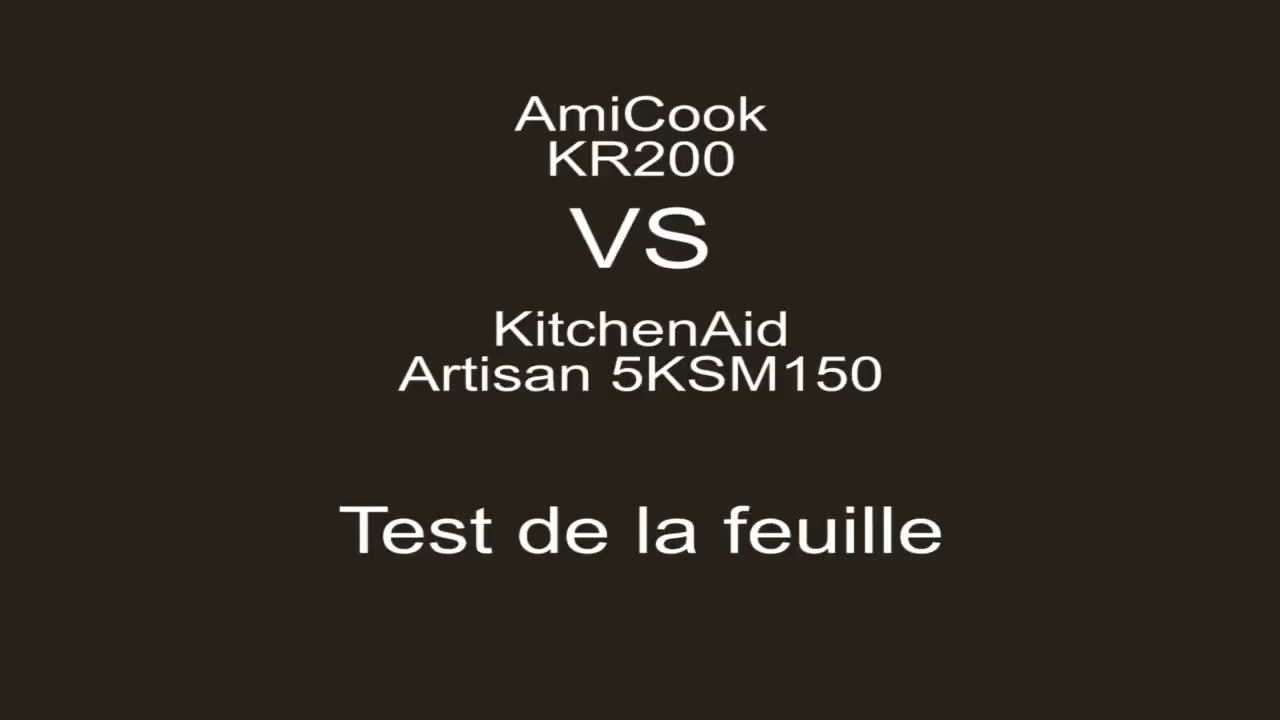 AmiCook
KR200
VS
KitchenAid
Artisan 5KSM150
Test de la feuille